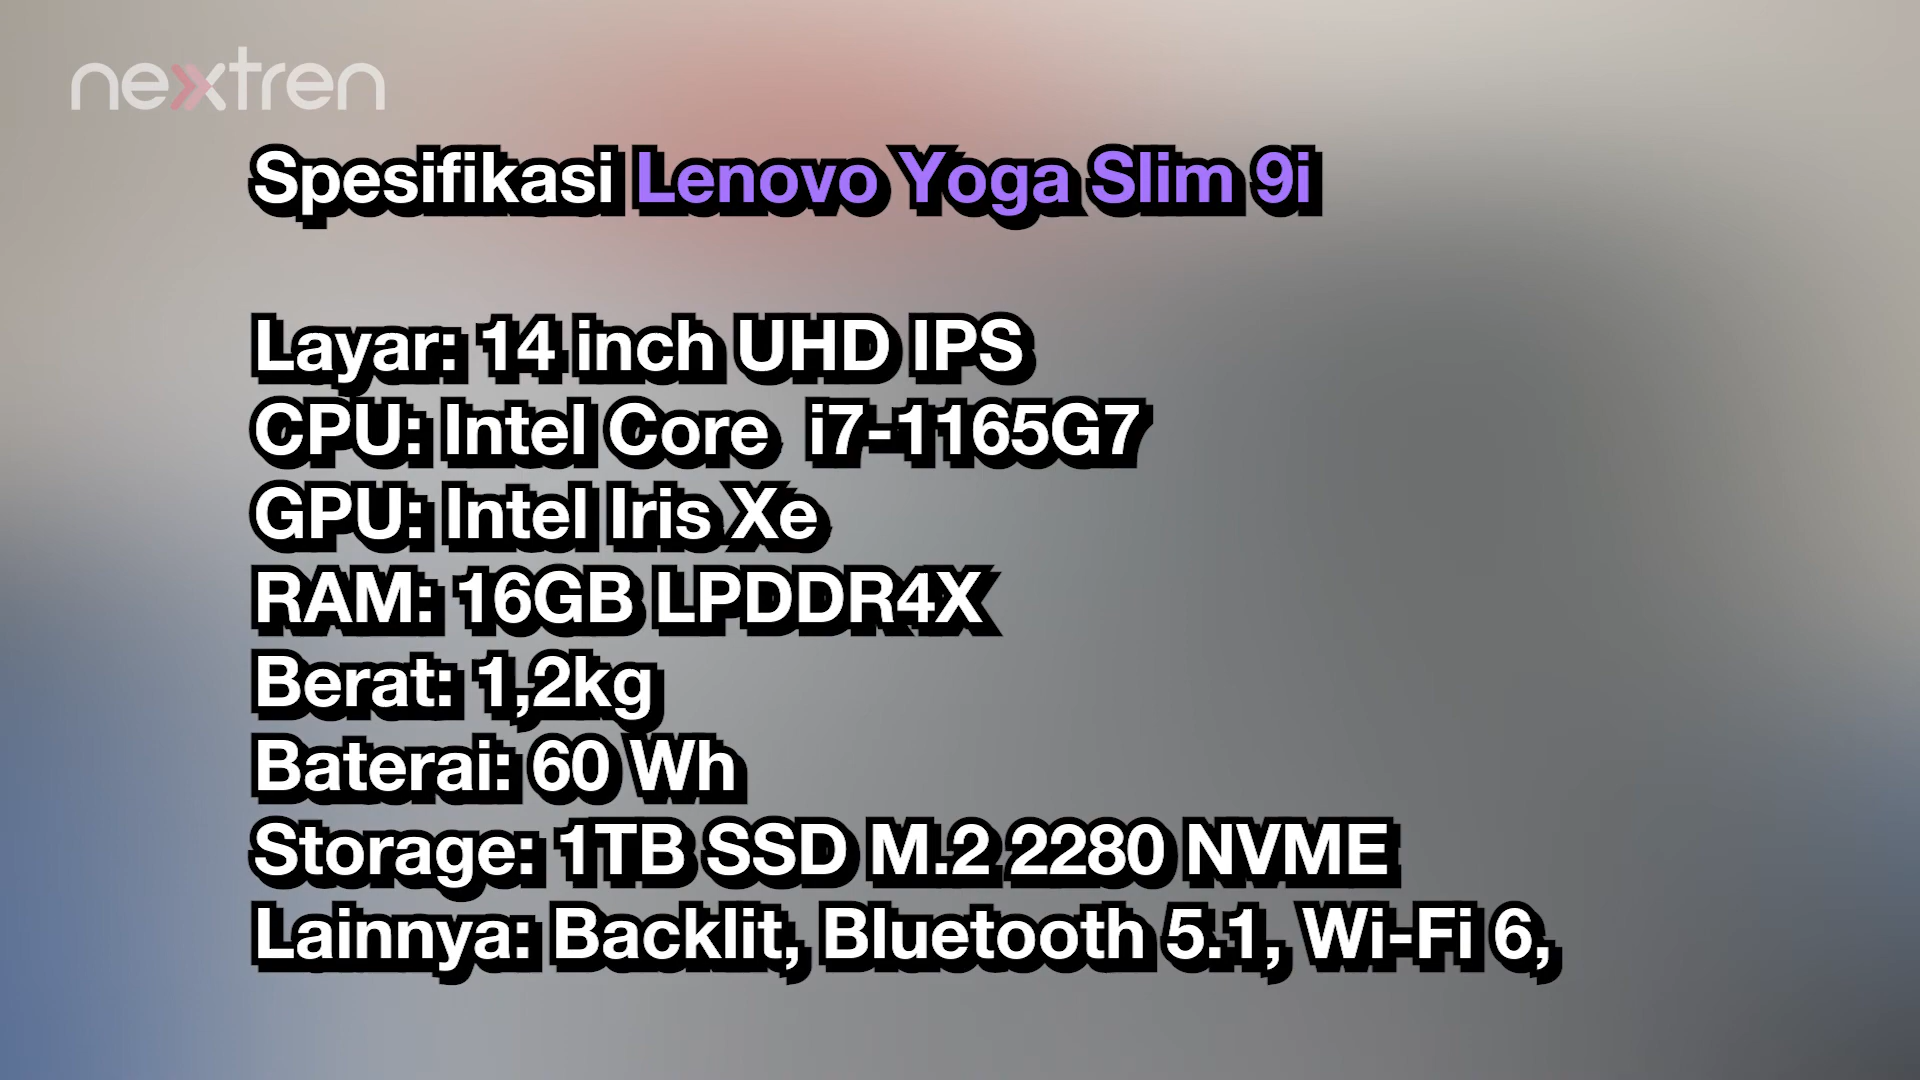 nextren
Spesifikasi Lenovo Yoga Slim 9i
Layar: 14 inch UHD IPS
CPU: Intel Core  i7-1165G7
GPU: Intel Iris Xe
RAM: 16GB LPDDR4X
Berat: 1,2kg
Baterai: 60 Wh
Storage: 1TB SSD M.2 2280 NVME
Lainnya: Backlit, Bluetooth 5.1, Wi-Fi 6,